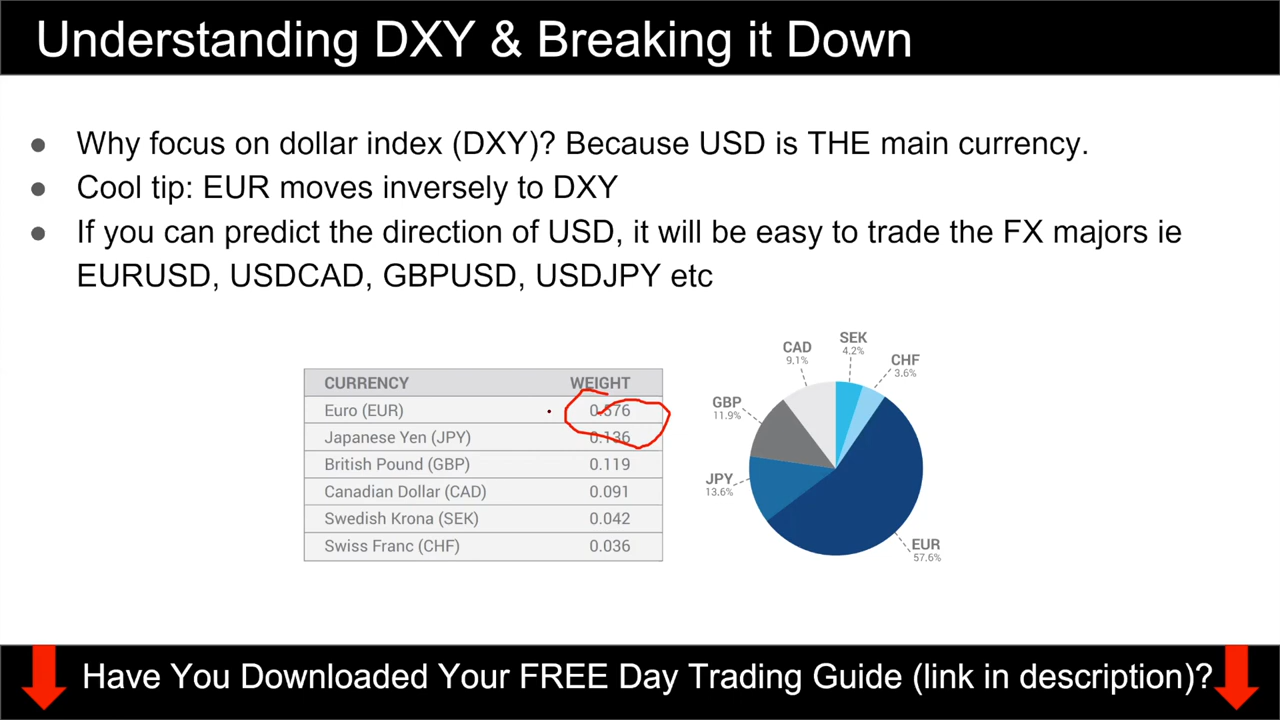 Understanding DXY & Breaking it Down
● Why focus on dollar index (DXY)? Because USD is THE main currency.
● Cool tip: EUR moves inversely to DXY
● If you can predict the direction of USD, it will be easy to trade the FX majors ie
EURUSD, USDCAD, GBPUSD, USDJPY etc
CURRENCY WEIGHT
Euro (EUR) 0.576
Japanese Yen (JPY) 0.136
British Pound (GBP) 0.119
Canadian Dollar (CAD) 0.091
Swedish Krona (SEK) 0.042
Swiss Franc (CHF) 0.036
SEK
4.2%
CAD
9.1%
CHF
3.6%
GBP
11.9%
JPY
13.6%
EUR
57.6%
Have You Downloaded Your FREE Day Trading Guide (link in description)?